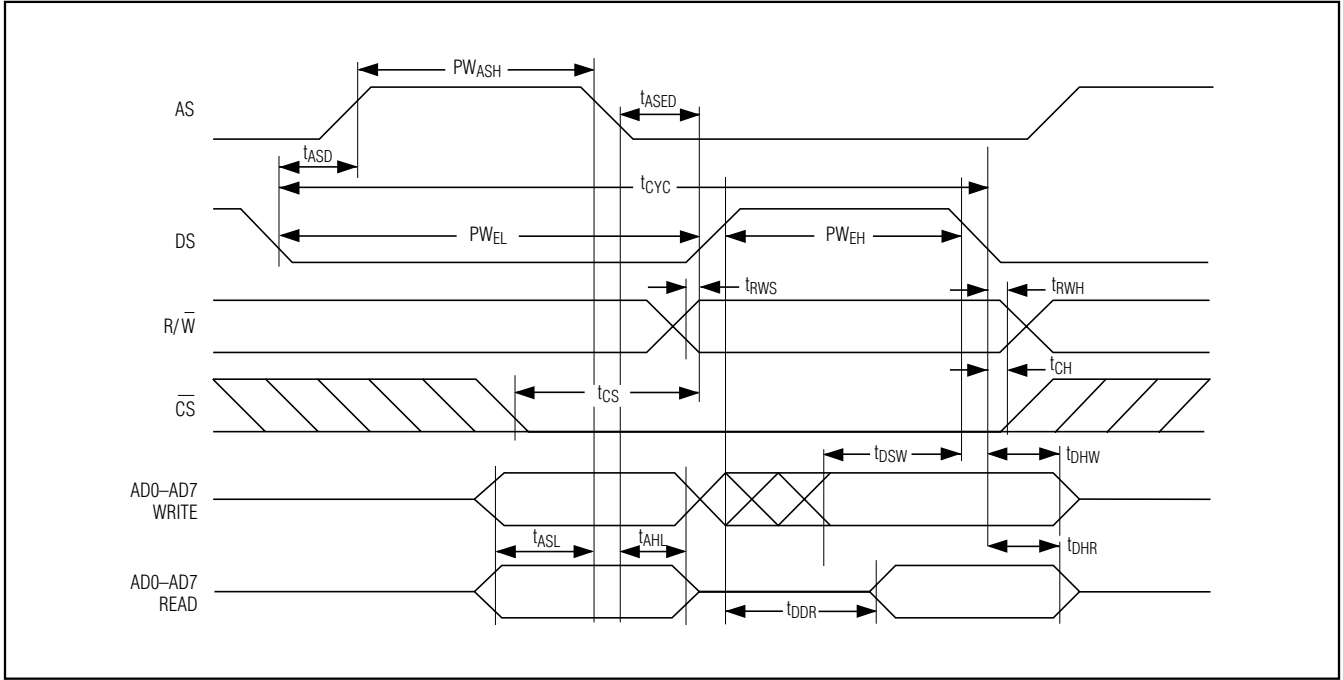 PWASH
AS
tASED
tASD
tCYC
DS
PWEL
PWEH
tRWS
tRWH
R/W̅
tCH
C̅S̅
tCS
tDSW
tDHW
AD0–AD7
WRITE
tASL
tAHL
tDHR
AD0–AD7
READ
tDDR